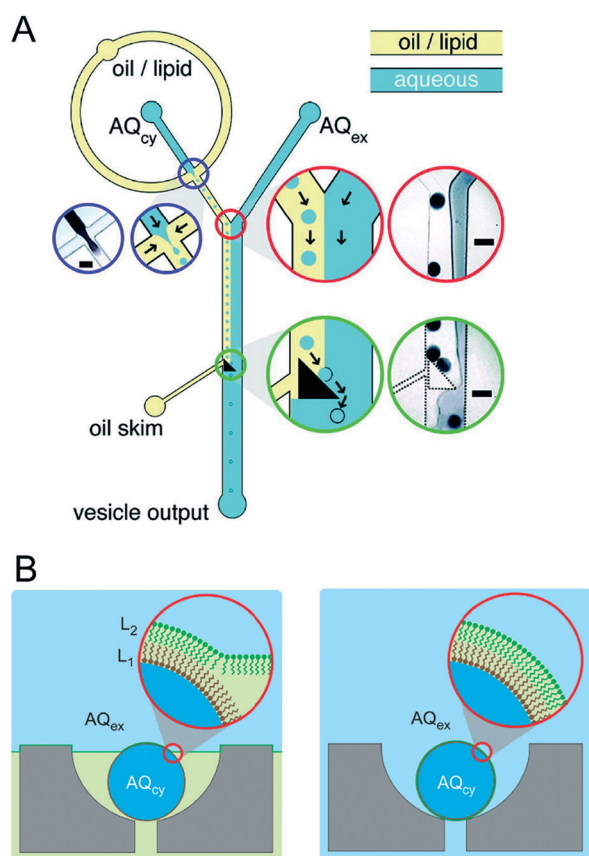 A
oil / lipid
AQcy
AQex
oil / lipid
aqueous
oil skim
vesicle output
B
L2
L1
AQex
AQcy
AQex
AQcy